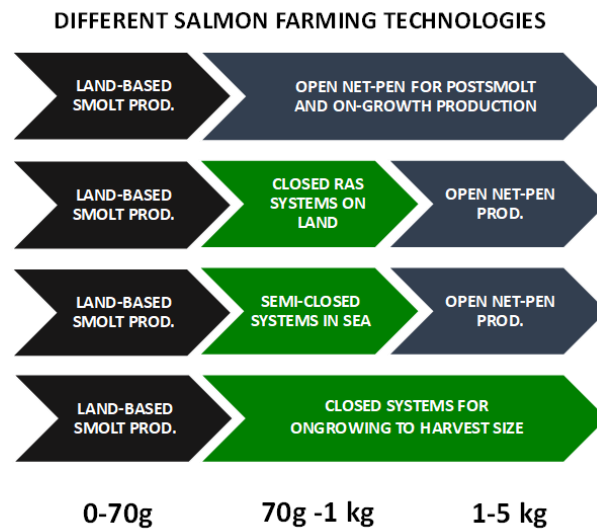 DIFFERENT SALMON FARMING TECHNOLOGIES
LAND-BASED
SMOLT PROD.
OPEN NET-PEN FOR POSTSMOLT
AND ON-GROWTH PRODUCTION
LAND-BASED
SMOLT PROD.
CLOSED RAS
SYSTEMS ON
LAND
OPEN NET-PEN
PROD.
LAND-BASED
SMOLT PROD.
SEMI-CLOSED
SYSTEMS IN SEA
OPEN NET-PEN
PROD.
LAND-BASED
SMOLT PROD.
CLOSED SYSTEMS FOR
ONGROWING TO HARVEST SIZE
0-70g
70g -1 kg
1-5 kg